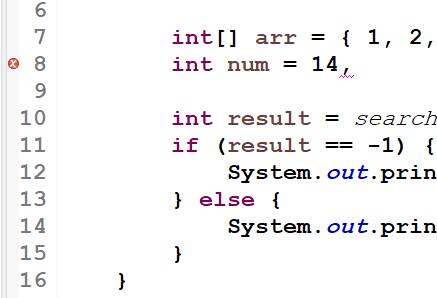 6
7 int[] arr = { 1, 2,
8 int num = 14,
9
10 int result = search
11 if (result == -1) {
12 System.out.prin
13 } else {
14 System.out.prin
15 }
16 }